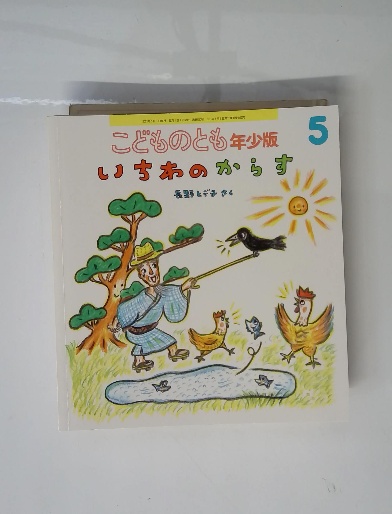 こどものとも 年少版 5
いちわのからす
長野ヒデ子 さく